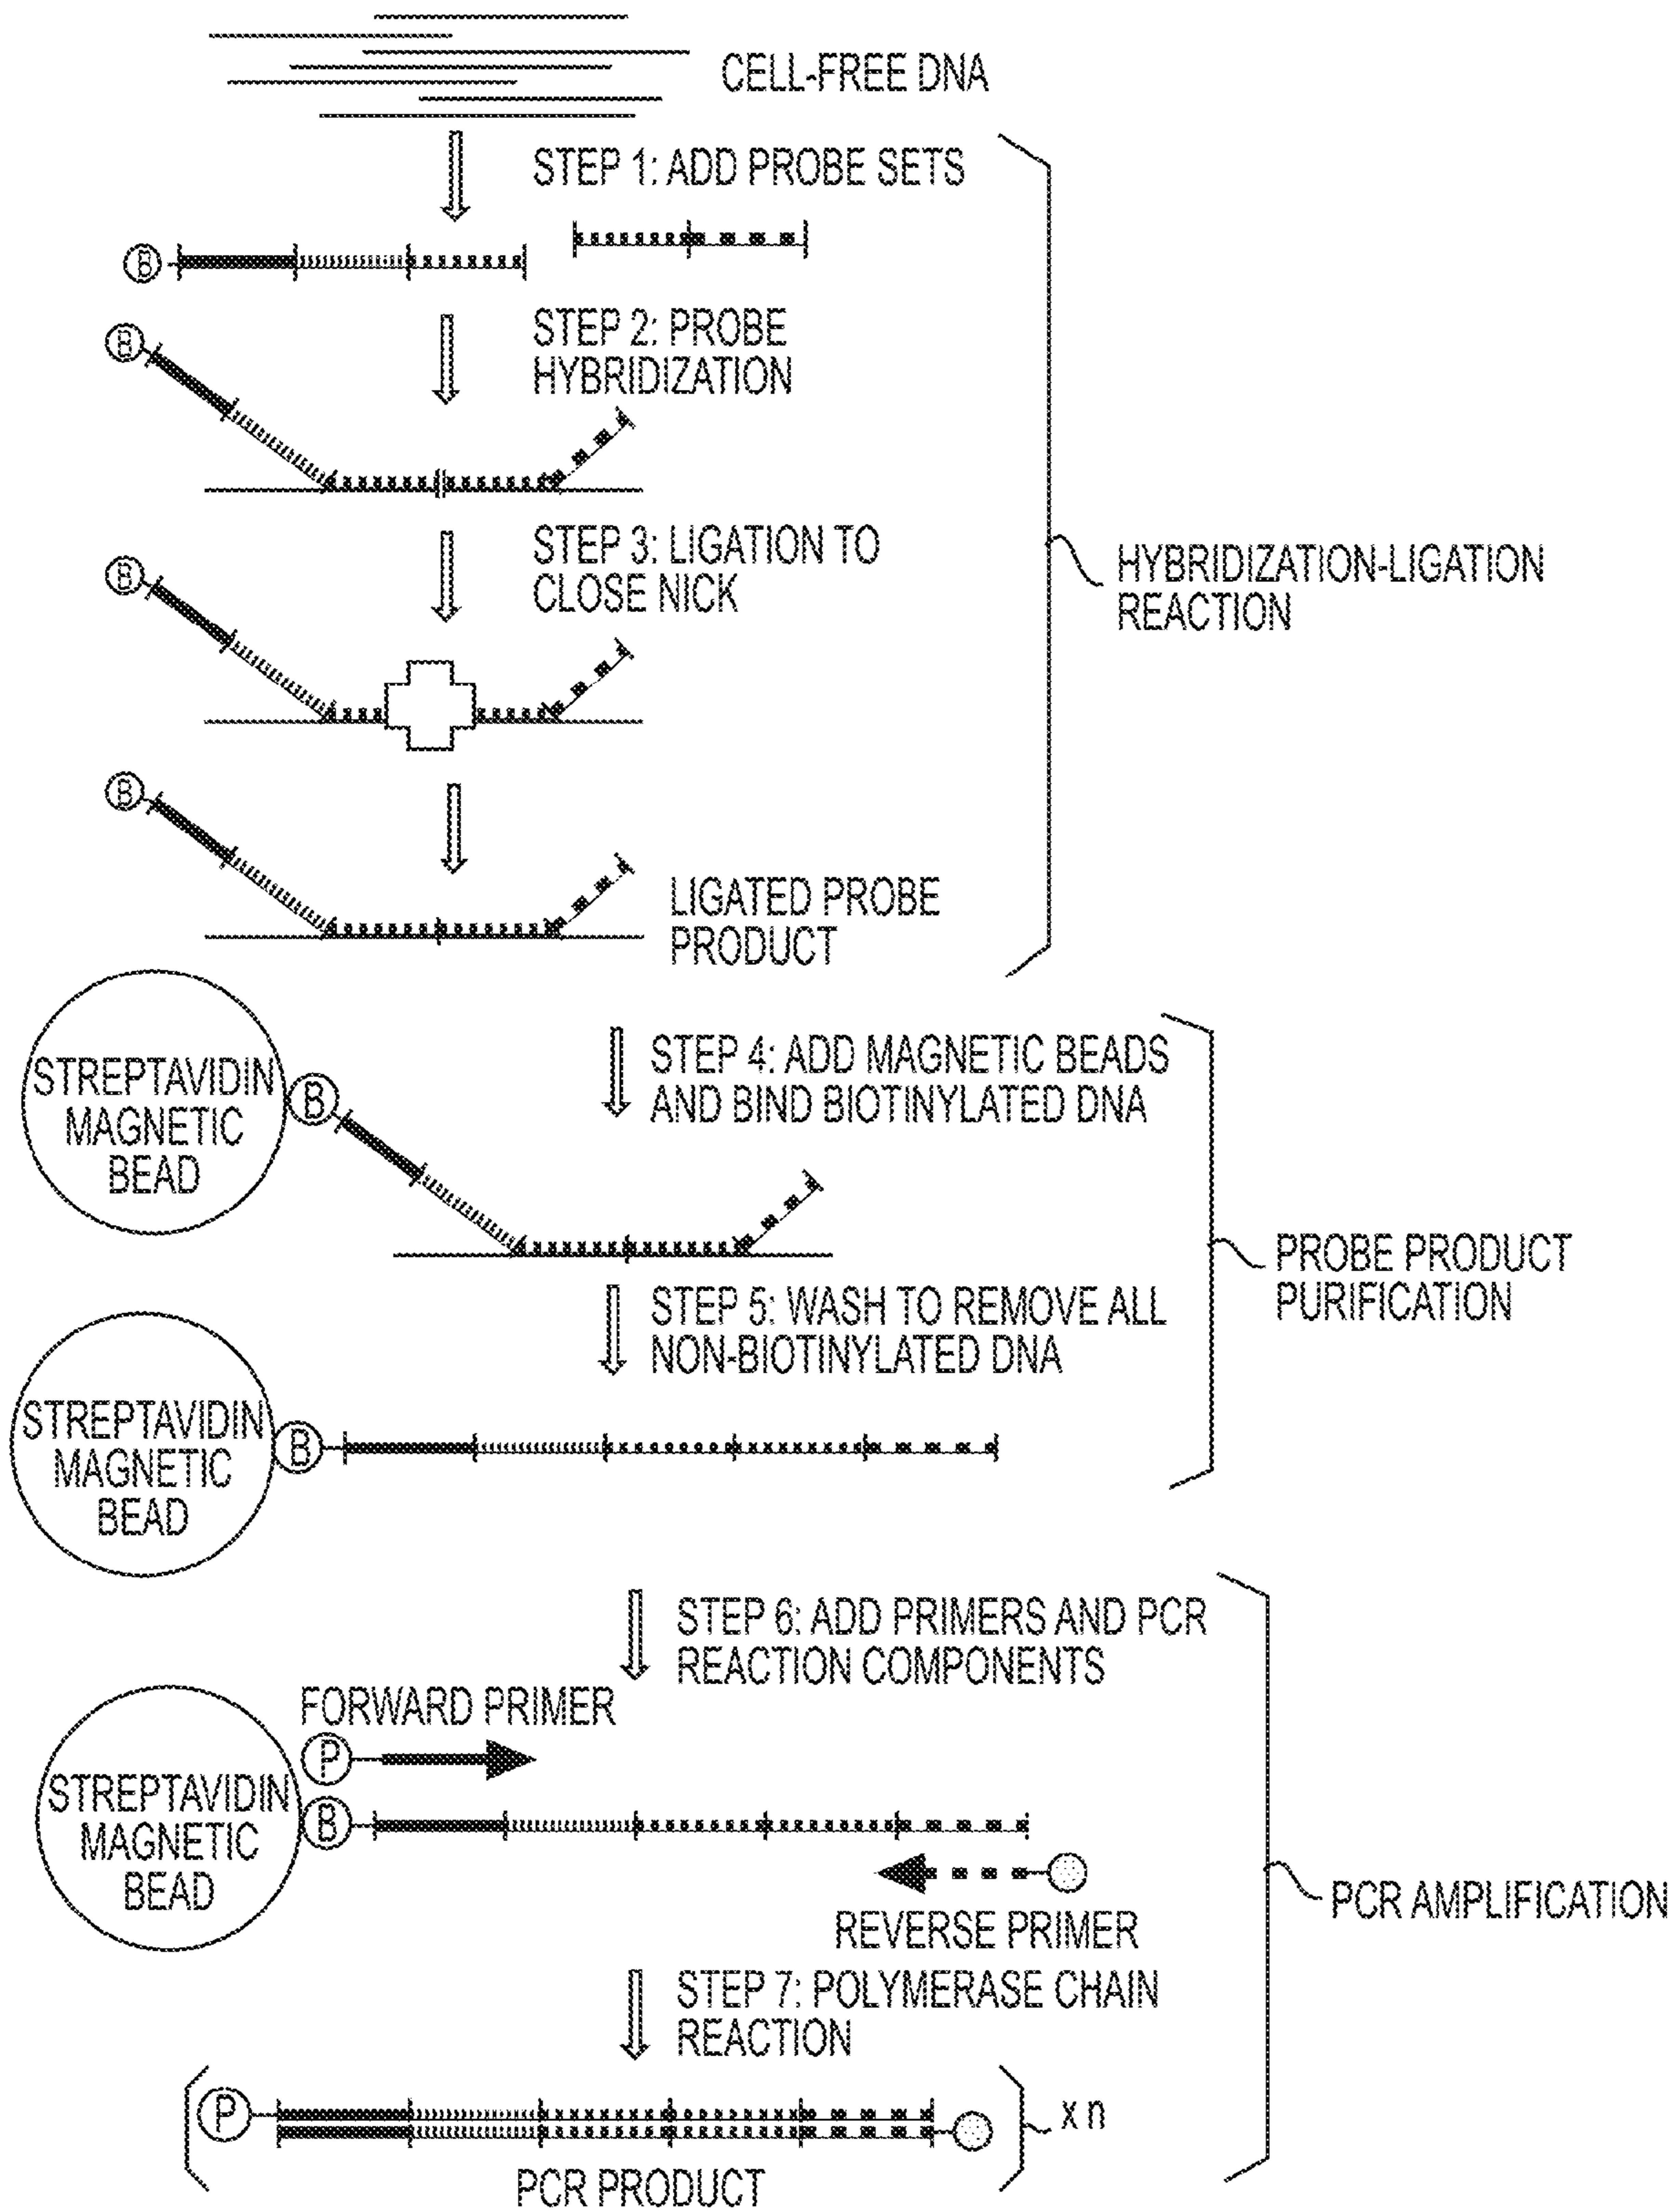 CELL-FREE DNA
STEP 1: ADD PROBE SETS
B
STEP 2: PROBE
HYBRIDIZATION
B
STEP 3: LIGATION TO
CLOSE NICK
B
HYBRIDIZATION-LIGATION
REACTION
B
LIGATED PROBE
PRODUCT
STEP 4: ADD MAGNETIC BEADS
AND BIND BIOTINYLATED DNA
STREPTAVIDIN
MAGNETIC
BEAD
B
STEP 5: WASH TO REMOVE ALL
NON-BIOTINYLATED DNA
PROBE PRODUCT
PURIFICATION
STREPTAVIDIN
MAGNETIC
BEAD
B
STEP 6: ADD PRIMERS AND PCR
REACTION COMPONENTS
FORWARD PRIMER
P
STREPTAVIDIN
MAGNETIC
BEAD
B
REVERSE PRIMER
PCR AMPLIFICATION
STEP 7: POLYMERASE CHAIN
REACTION
P
x n
PCR PRODUCT